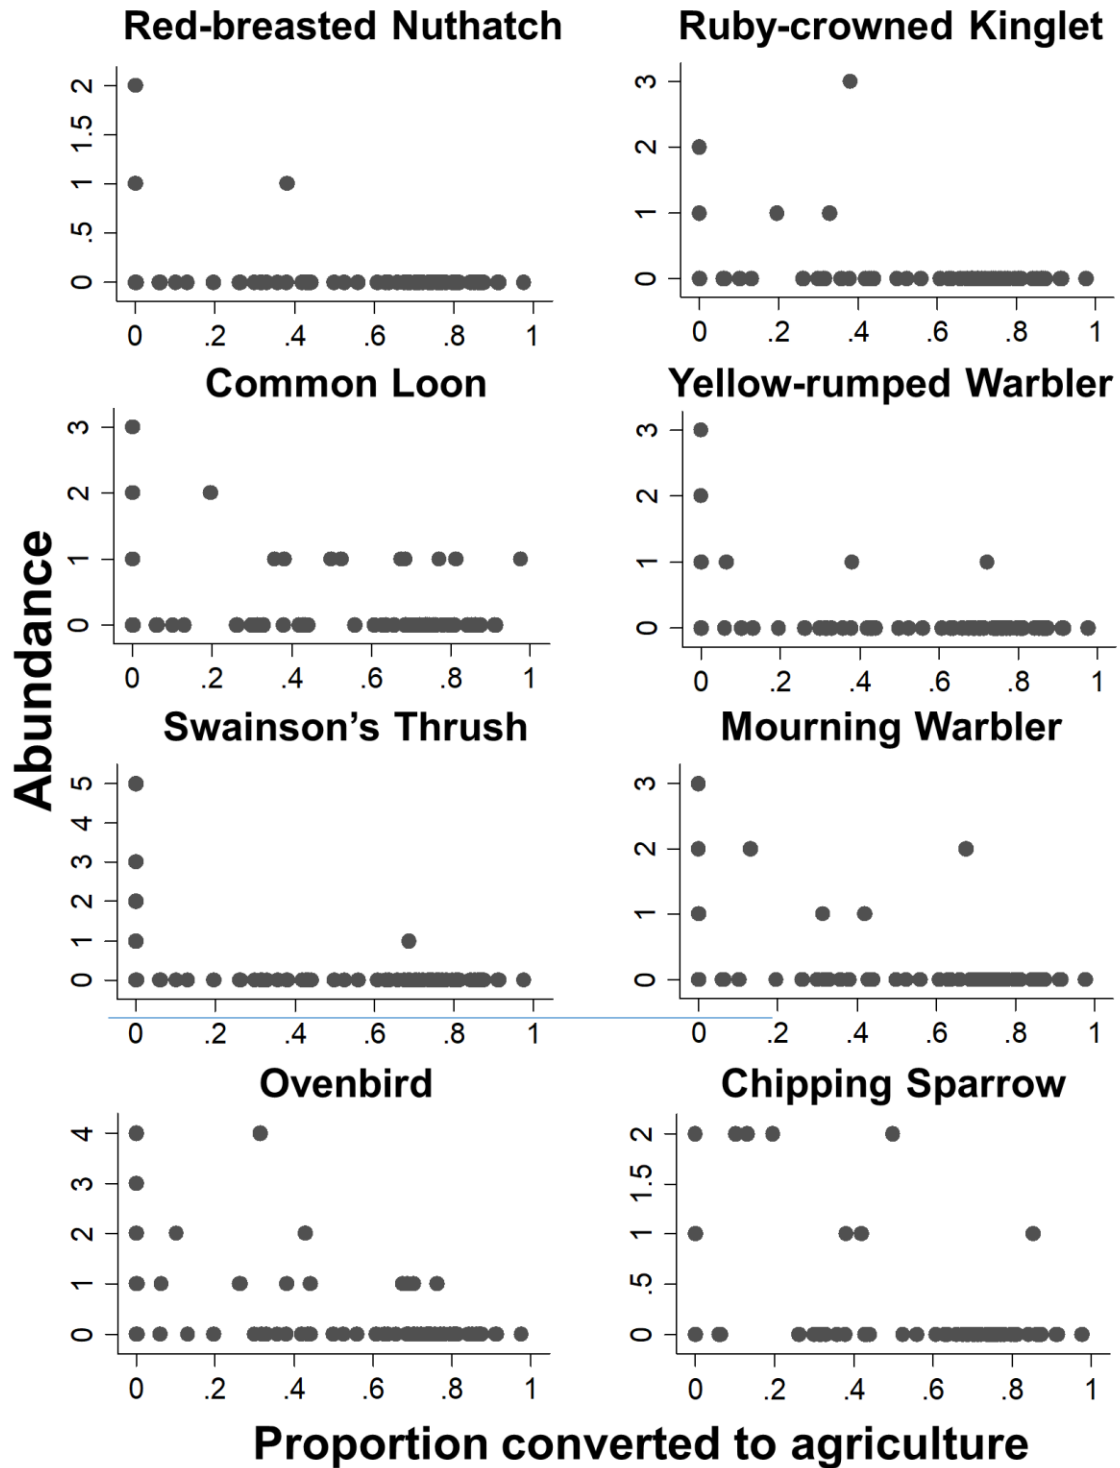 Red-breasted Nuthatch
2
1.5
1
.5
0
0 .2 .4 .6 .8 1
Ruby-crowned Kinglet
3
2
1
0
0 .2 .4 .6 .8 1
Common Loon
3
2
1
0
0 .2 .4 .6 .8 1
Yellow-rumped Warbler
3
2
1
0
0 .2 .4 .6 .8 1
Abundance
Swainson’s Thrush
5
4
3
2
1
0
0 .2 .4 .6 .8 1
Mourning Warbler
3
2
1
0
0 .2 .4 .6 .8 1
Ovenbird
4
3
2
1
0
0 .2 .4 .6 .8 1
Chipping Sparrow
2
1.5
1
.5
0
0 .2 .4 .6 .8 1
Proportion converted to agriculture